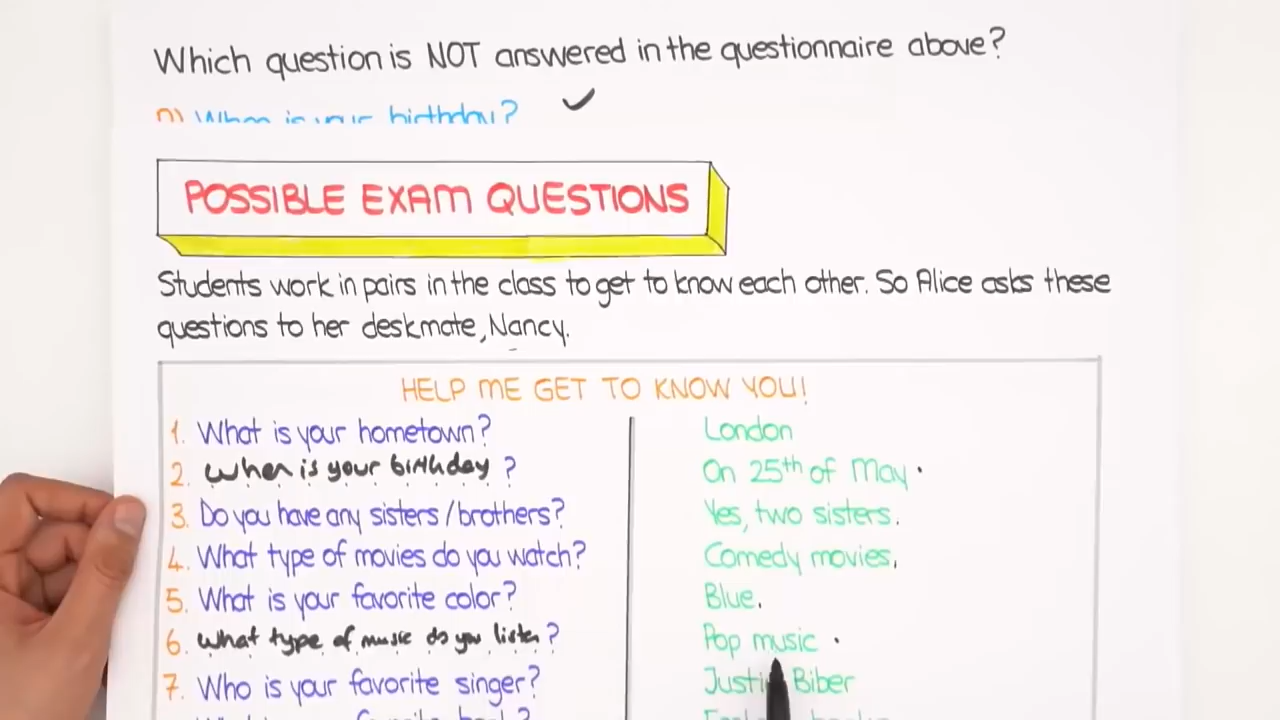 Which question is NOT answered in the questionnaire above?
When is your birthday?
POSSIBLE EXAM QUESTIONS
Students work in pairs in the class to get to know each other. So Alice asks these
questions to her deskmate, Nancy.
HELP ME GET TO KNOW YOU!
1. What is your hometown? London
2. When is your birthday? On 25th of May.
3. Do you have any sisters/brothers? Yes, two sisters.
4. What type of movies do you watch? Comedy movies.
5. What is your favorite color? Blue.
6. What type of music do you listen? Pop music.
7. Who is your favorite singer? Justin Biber